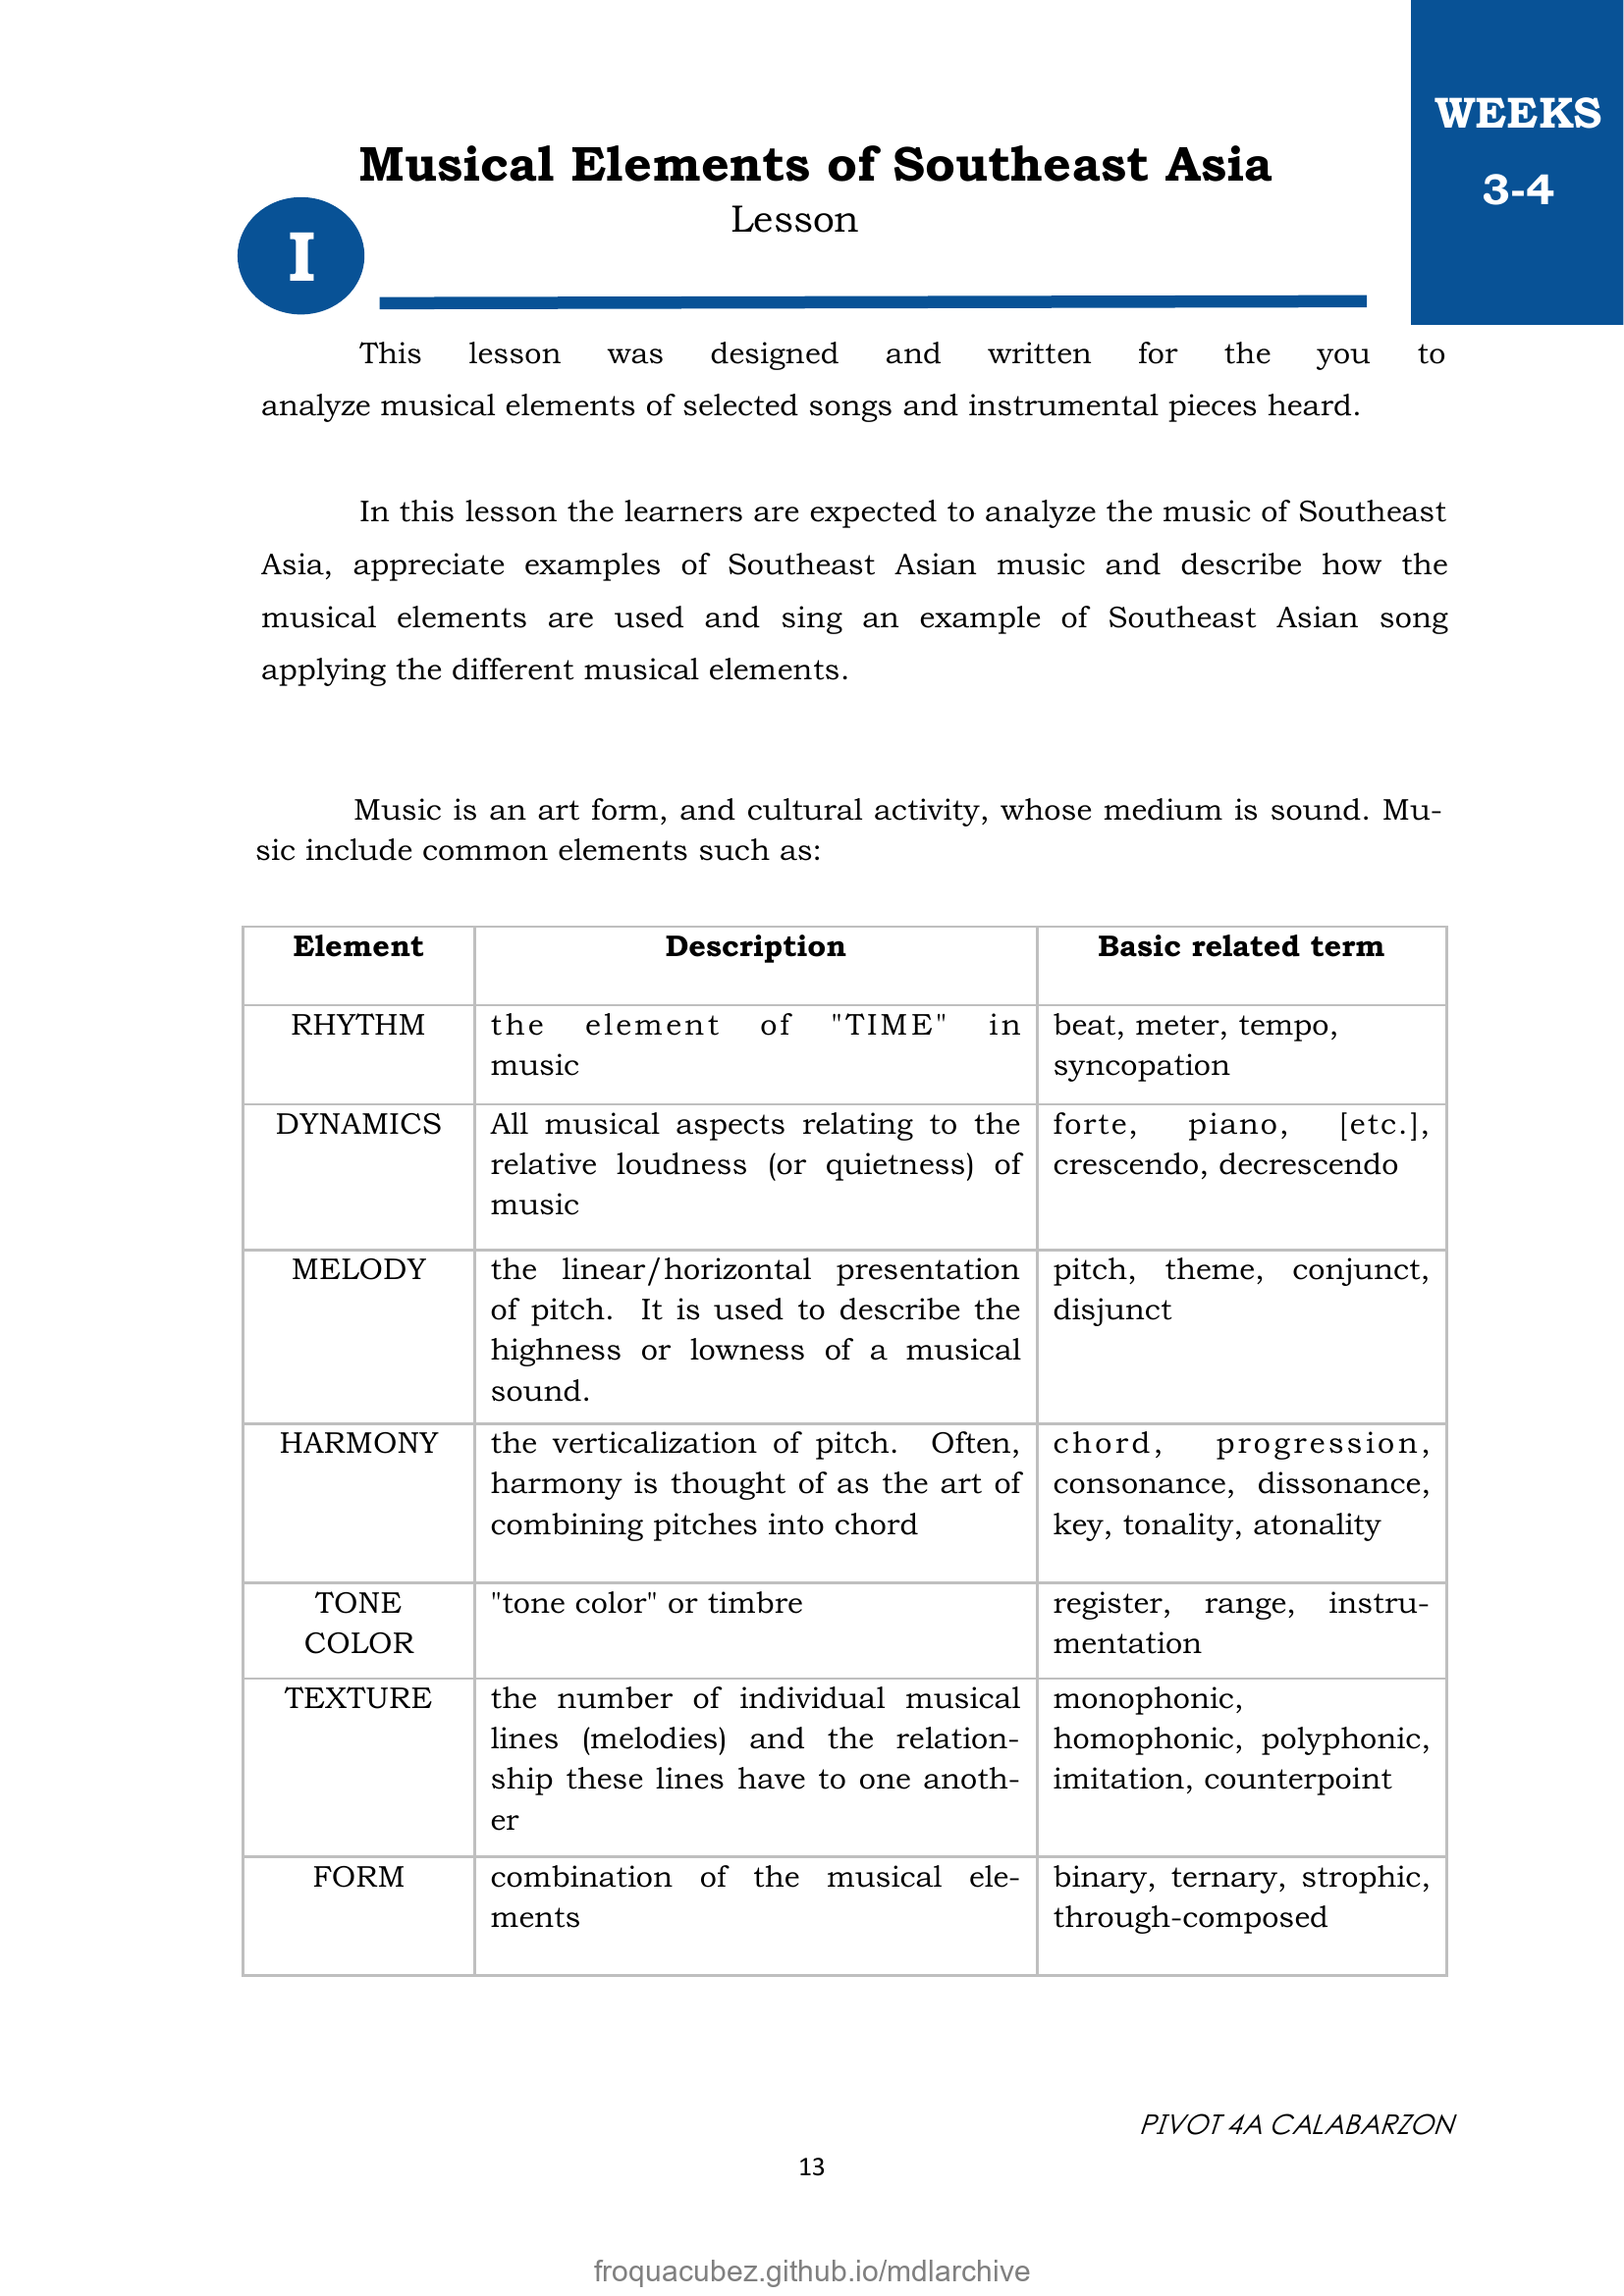 WEEKS
3-4
Musical Elements of Southeast Asia
Lesson
I
This lesson was designed and written for the you to
analyze musical elements of selected songs and instrumental pieces heard.
In this lesson the learners are expected to analyze the music of Southeast
Asia, appreciate examples of Southeast Asian music and describe how the
musical elements are used and sing an example of Southeast Asian song
applying the different musical elements.
Music is an art form, and cultural activity, whose medium is sound. Mu-
sic include common elements such as:
Element Description Basic related term
RHYTHM
the element of "TIME" in
music
beat, meter, tempo,
syncopation
DYNAMICS
All musical aspects relating to the
relative loudness (or quietness) of
music
forte, piano, [etc.],
crescendo, decrescendo
MELODY
the linear/horizontal presentation
of pitch. It is used to describe the
highness or lowness of a musical
sound.
pitch, theme, conjunct,
disjunct
HARMONY
the verticalization of pitch. Often,
harmony is thought of as the art of
combining pitches into chord
chord, progression,
consonance, dissonance,
key, tonality, atonality
TONE
COLOR
"tone color" or timbre
register, range, instru-
mentation
TEXTURE
the number of individual musical
lines (melodies) and the relation-
ship these lines have to one anoth-
er
monophonic,
homophonic, polyphonic,
imitation, counterpoint
FORM
combination of the musical ele-
ments
binary, ternary, strophic,
through-composed
PIVOT 4A CALABARZON
13
froquacubez.github.io/mdlarchive